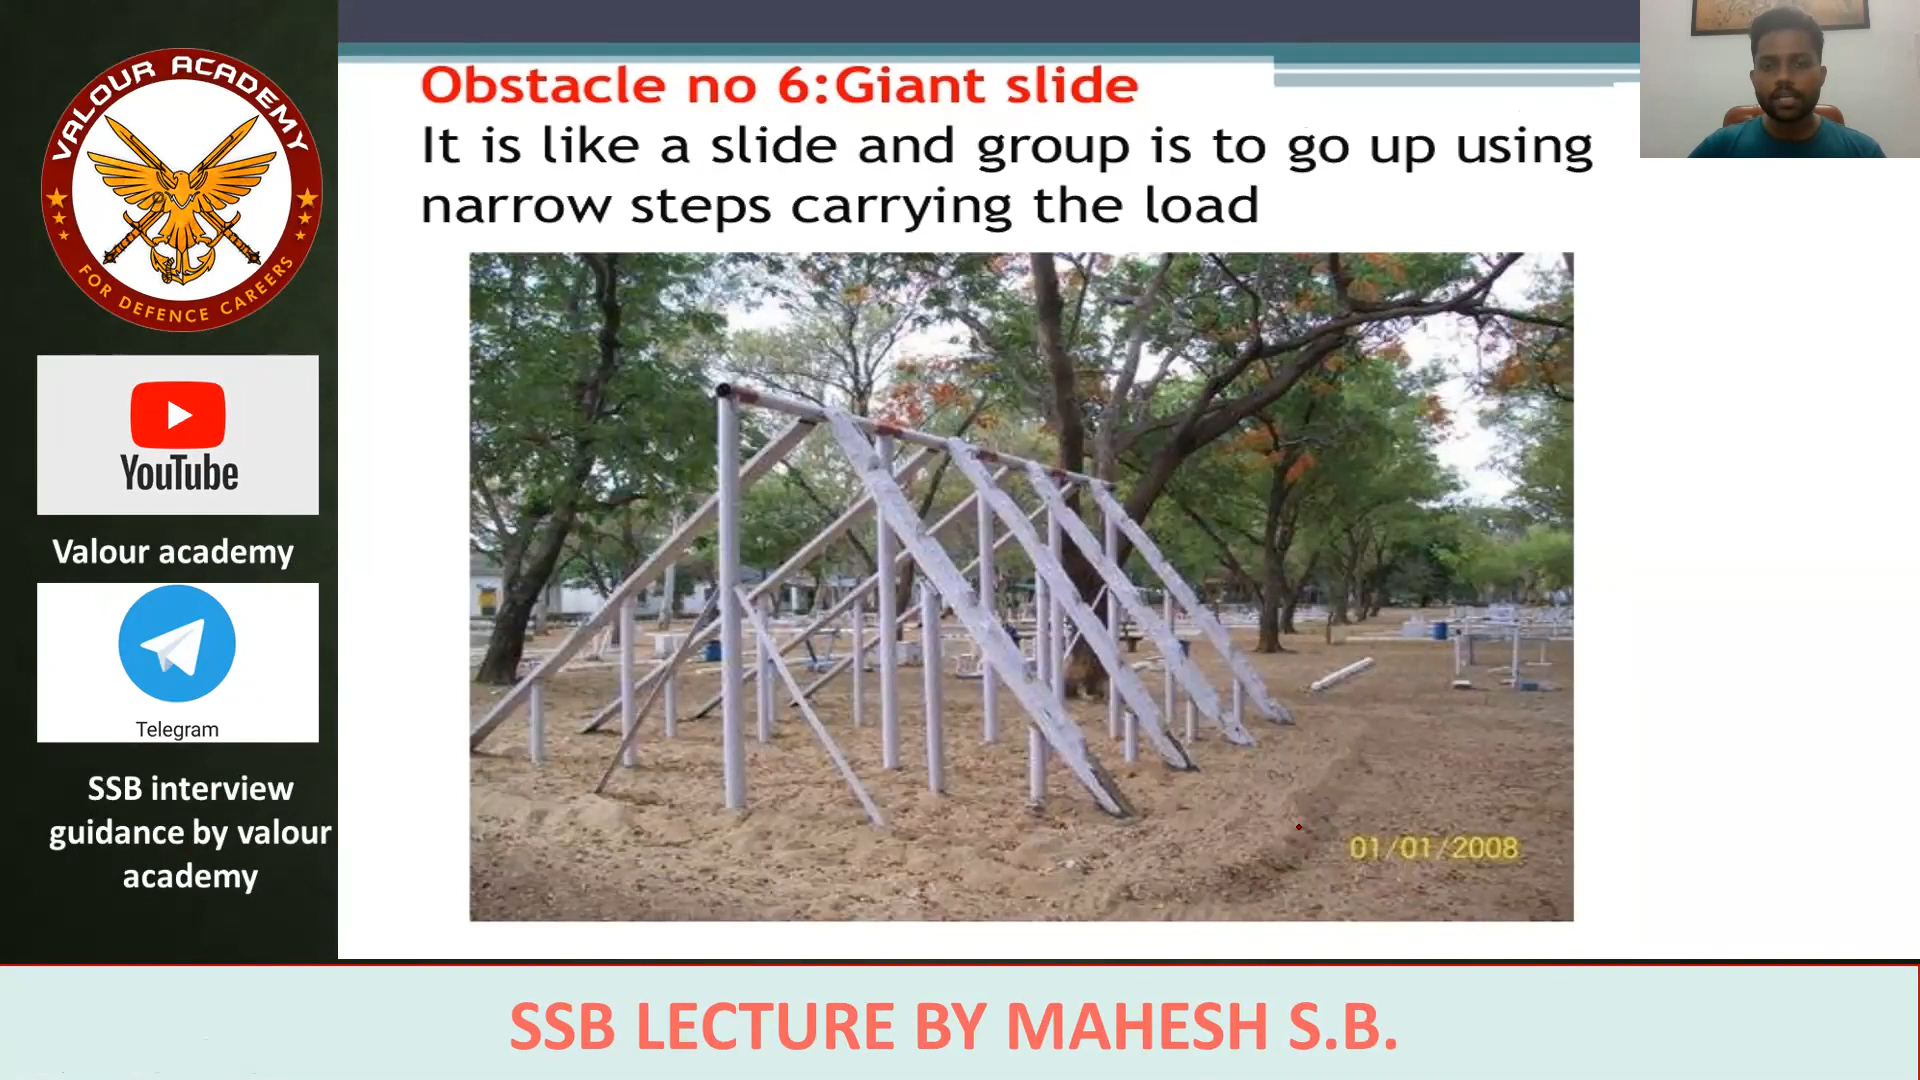 VALOUR ACADEMY
FOR DEFENCE CAREERS
YouTube
Valour academy
Telegram
SSB interview
guidance by valour
academy
Obstacle no 6:Giant slide
It is like a slide and group is to go up using
narrow steps carrying the load
01/01/2008
SSB LECTURE BY MAHESH S.B.